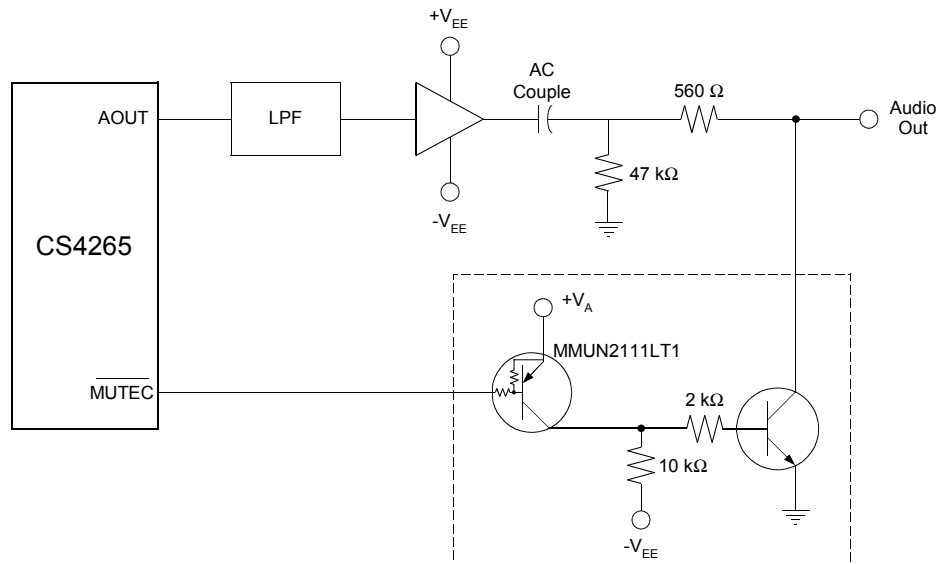 +VEE
AC
Couple
560 Ω
AOUT
LPF
Audio
Out
47 kΩ
-VEE
CS4265
+VA
MMUN2111LT1
MUTEC
2 kΩ
10 kΩ
-VEE